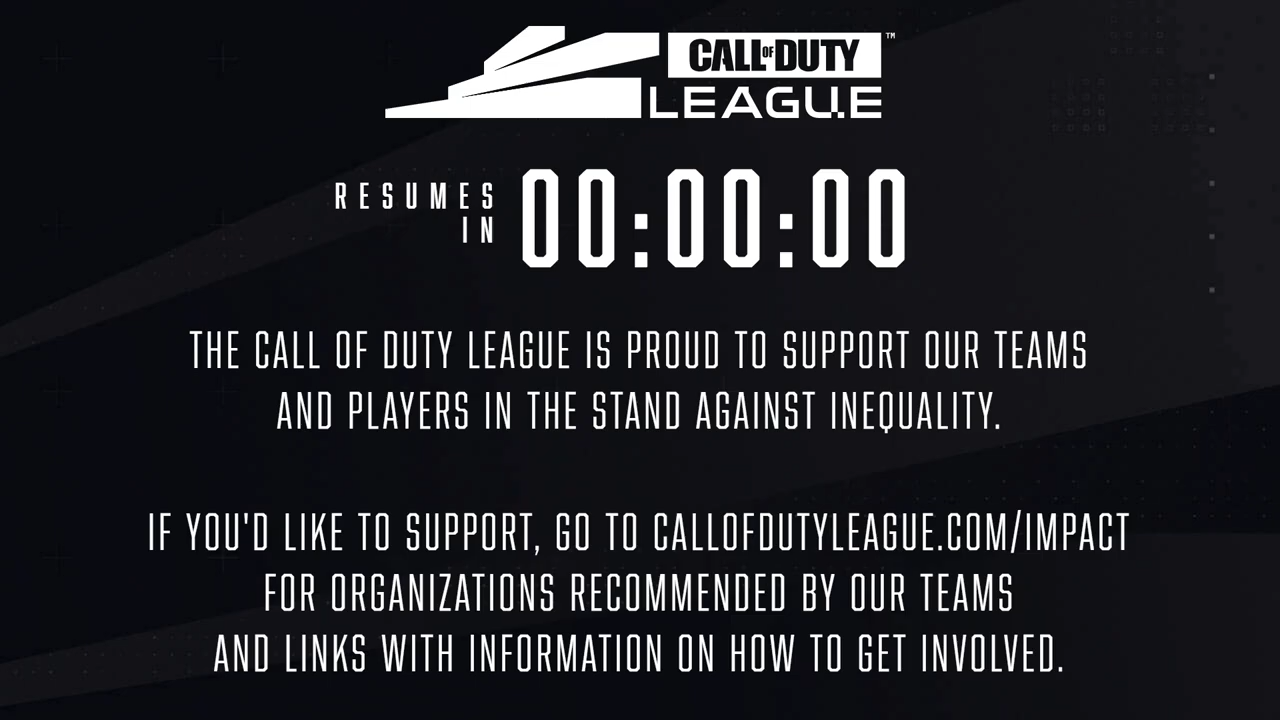 CALL OF DUTY ™
LEAGUE
RESUMES
IN
00:00:00
THE CALL OF DUTY LEAGUE IS PROUD TO SUPPORT OUR TEAMS
AND PLAYERS IN THE STAND AGAINST INEQUALITY.
IF YOU'D LIKE TO SUPPORT, GO TO CALLOFDUTYLEAGUE.COM/IMPACT
FOR ORGANIZATIONS RECOMMENDED BY OUR TEAMS
AND LINKS WITH INFORMATION ON HOW TO GET INVOLVED.